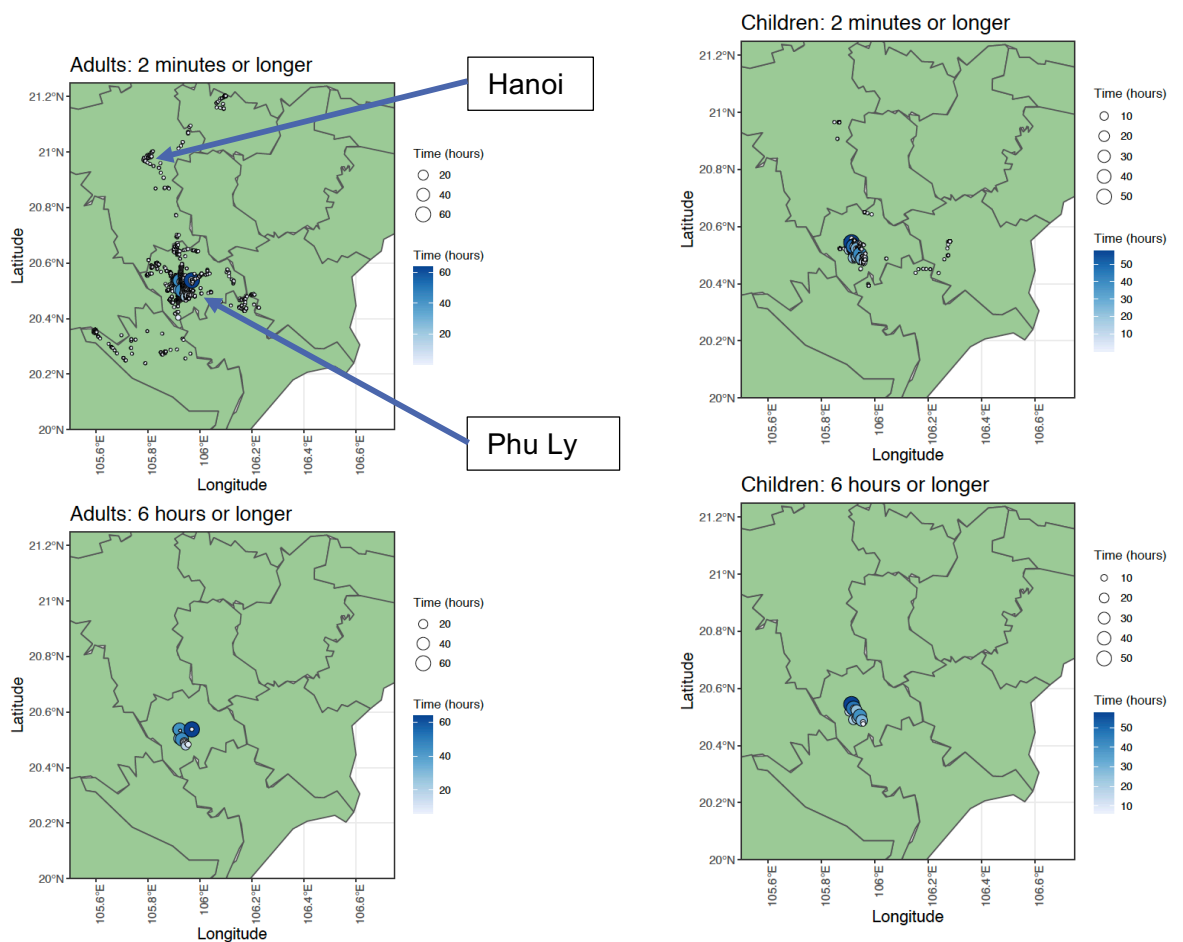 Adults: 2 minutes or longer
Hanoi
Phu Ly
21.2°N
21°N
20.8°N
20.6°N
20.4°N
20.2°N
20°N
Latitude
105.6°E
105.8°E
106°E
106.2°E
106.4°E
106.6°E
Longitude
Time (hours)
20
40
60
Time (hours)
60
40
20
Children: 2 minutes or longer
21.2°N
21°N
20.8°N
20.6°N
20.4°N
20.2°N
20°N
Latitude
105.6°E
105.8°E
106°E
106.2°E
106.4°E
106.6°E
Longitude
Time (hours)
10
20
30
40
50
Time (hours)
50
40
30
20
10
Adults: 6 hours or longer
21.2°N
21°N
20.8°N
20.6°N
20.4°N
20.2°N
20°N
Latitude
105.6°E
105.8°E
106°E
106.2°E
106.4°E
106.6°E
Longitude
Time (hours)
20
40
60
Time (hours)
60
40
20
Children: 6 hours or longer
21.2°N
21°N
20.8°N
20.6°N
20.4°N
20.2°N
20°N
Latitude
105.6°E
105.8°E
106°E
106.2°E
106.4°E
106.6°E
Longitude
Time (hours)
10
20
30
40
50
Time (hours)
50
40
30
20
10